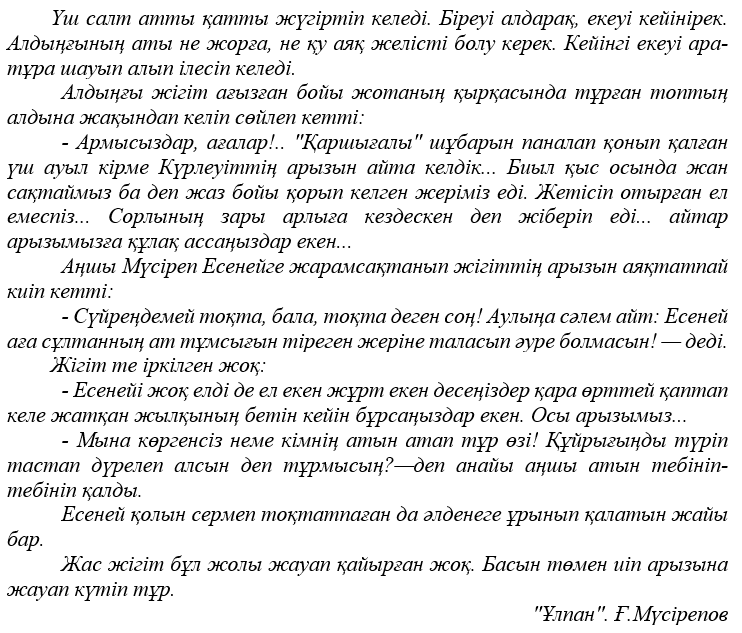 Үш салт атты қатты жүгіртіп келеді. Біреуі алдарақ, екеуі кейінірек.
Алдыңғының аты не жорға, не қу аяқ желісті болу керек. Кейінгі екеуі ара-
тұра шауып алып ілесіп келеді.
Алдыңғы жігіт ағызған бойы жотаның қырқасында тұрған топтың
алдына жақындап келіп сөйлеп кетті:
- Армысыздар, ағалар!.. "Қаршығалы" шұбарын паналап қонып қалған
үш ауыл кірме Күрлеуіттің арызын айта келдік... Биыл қыс осында жан
сақтаймыз ба деп жаз бойы қорып келген жеріміз еді. Жетісіп отырған ел
емеспіз... Сорлының зары арлыға кездескен деп жіберіп еді... айтар
арызымызға құлақ ассаңыздар екен...
Аңшы Мүсіреп Есенейге жарамсақтанып жігіттің арызын аяқтатпай
киіп кетті:
- Сүйреңдемей тоқта, бала, тоқта деген соң! Аулыңа сәлем айт: Есеней
аға сұлтанның ат тұмсығын тіреген жеріне таласып әуре болмасын! — деді.
Жігіт те іркілген жоқ:
- Есенейі жоқ елді де ел екен жұрт екен десеңіздер қара өрттей қаптап
келе жатқан жылқының бетін кейін бұрсаңыздар екен. Осы арызымыз...
- Мына көргенсіз неме кімнің атын атап тұр өзі! Құйрығыңды түріп
тастап дүрелеп алсын деп тұрмысың?—деп анайы аңшы атын тебініп-
тебініп қалды.
Есеней қолын сермеп тоқтатпаған да әлденеге ұрынып қалатын жайы
бар.
Жас жігіт бұл жолы жауап қайырған жоқ. Басын төмен иіп арызына
жауап күтіп тұр.
"Ұлпан". Ғ.Мүсірепов